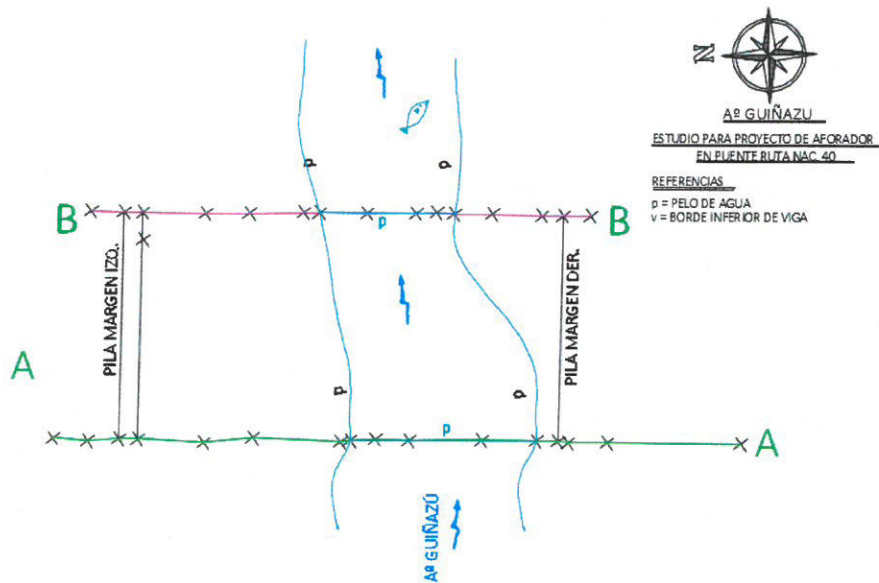 N
Aº GUIÑAZU
ESTUDIO PARA PROYECTO DE AFORADOR
EN PUENTE RUTA NAC. 40
REFERENCIAS
p = PELO DE AGUA
v = BORDE INFERIOR DE VIGA
p
p
B
p
B
PILA MARGEN IZQ.
PILA MARGEN DER.
A
p
p
p
A
Aº GUIÑAZÚ